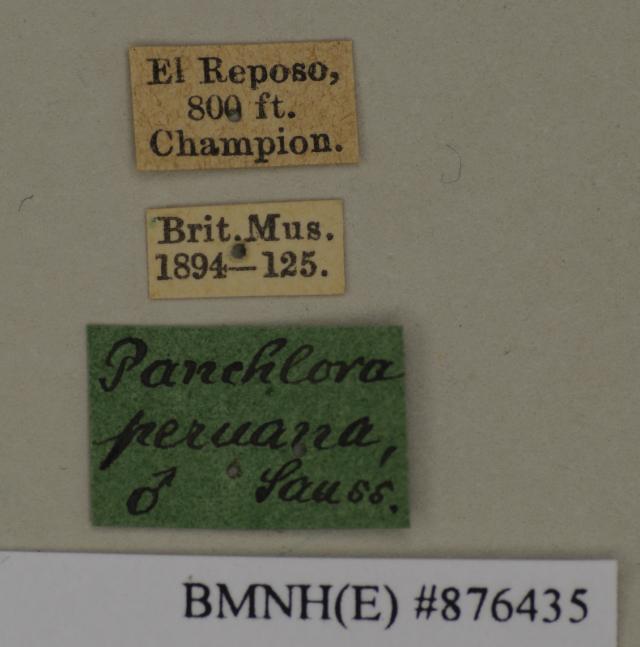 El Reposo,
800 ft.
Champion.
Brit. Mus.
1894—125.
Panchlora
peruana,
♂ Sauss.
BMNH(E) #876435